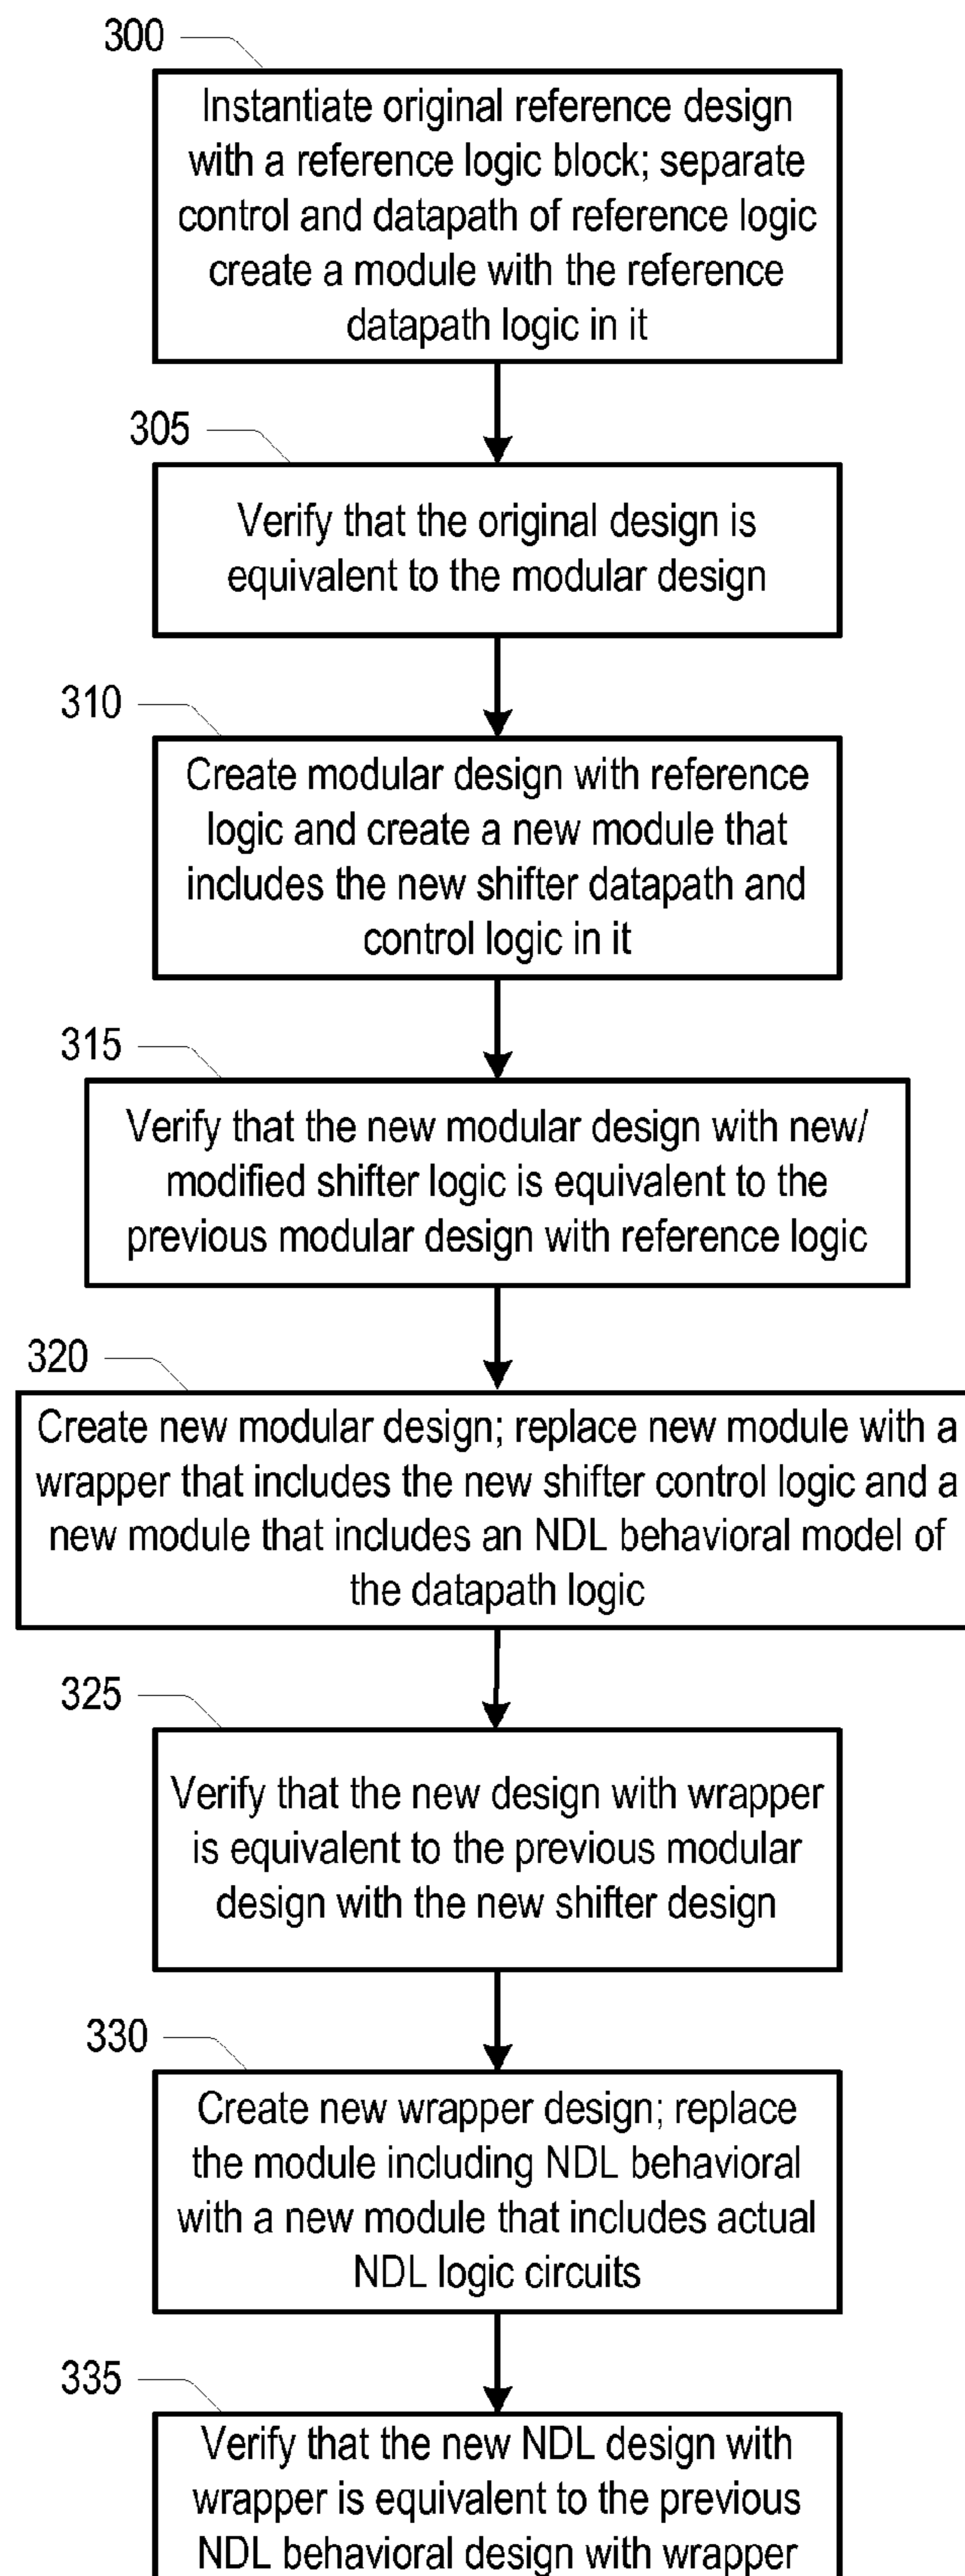 300
Instantiate original reference design
with a reference logic block; separate
control and datapath of reference logic
create a module with the reference
datapath logic in it
305
Verify that the original design is
equivalent to the modular design
310
Create modular design with reference
logic and create a new module that
includes the new shifter datapath and
control logic in it
315
Verify that the new modular design with new/
modified shifter logic is equivalent to the
previous modular design with reference logic
320
Create new modular design; replace new module with a
wrapper that includes the new shifter control logic and a
new module that includes an NDL behavioral model of
the datapath logic
325
Verify that the new design with wrapper
is equivalent to the previous modular
design with the new shifter design
330
Create new wrapper design; replace
the module including NDL behavioral
with a new module that includes actual
NDL logic circuits
335
Verify that the new NDL design with
wrapper is equivalent to the previous
NDL behavioral design with wrapper